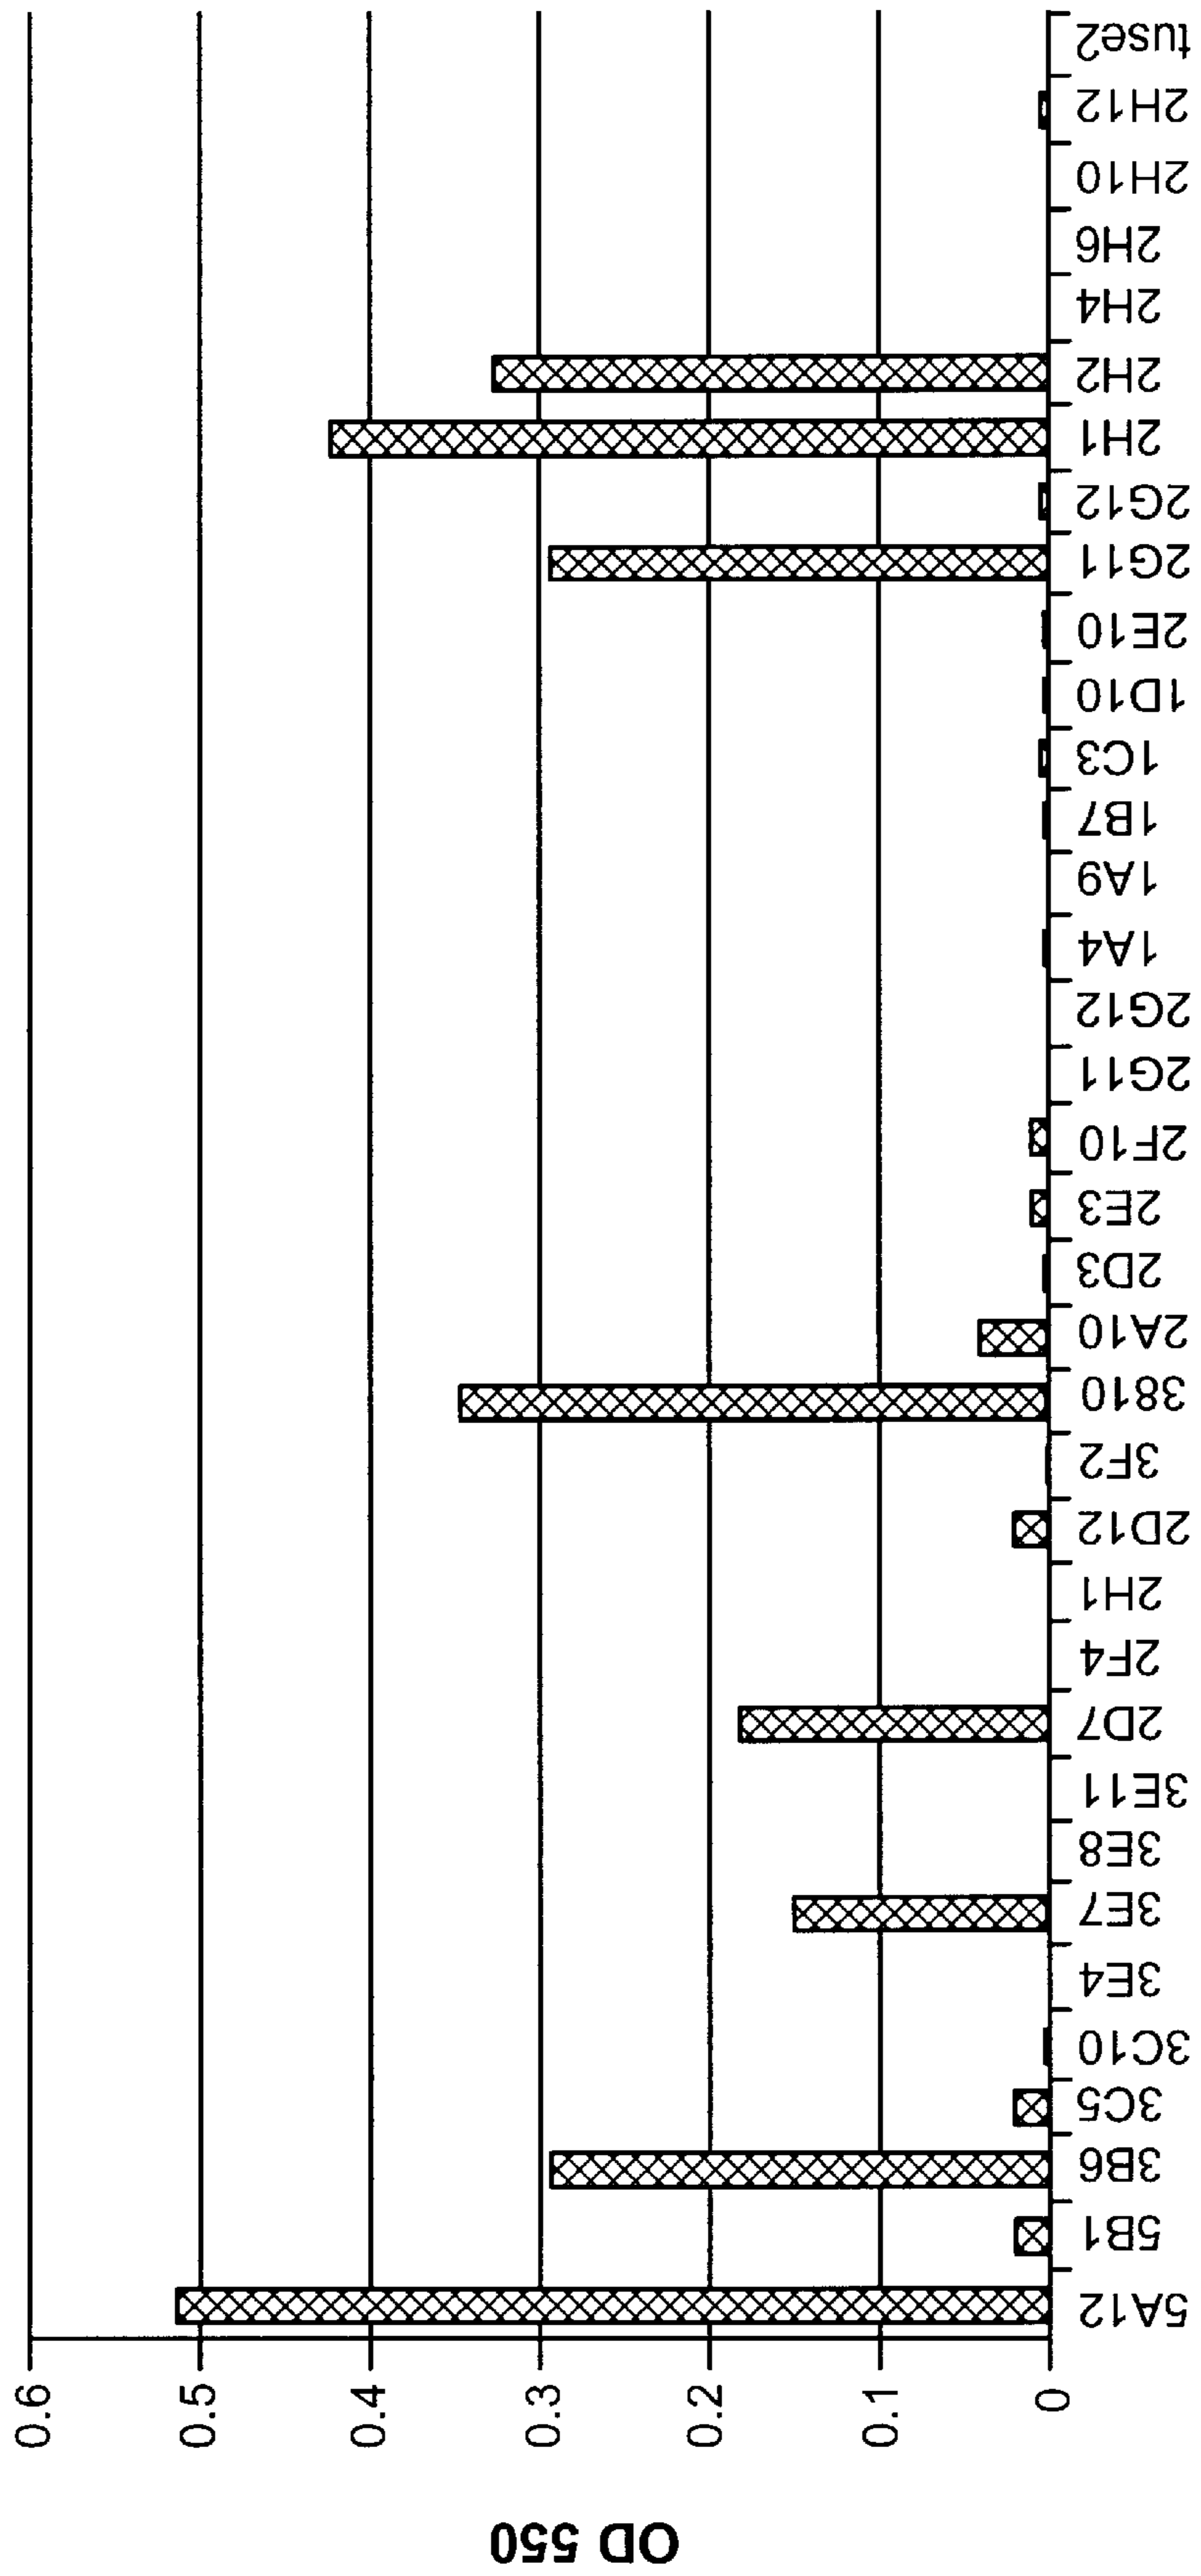 OD 550
0.6
0.5
0.4
0.3
0.2
0.1
0
5A12
5B1
3B6
3C5
3C10
3E4
3E7
3E8
3E11
2D7
2F4
2H1
2D12
3F2
3810
2A10
2D3
2E3
2F10
2G11
2G12
1A4
1A9
1B7
1C3
1D10
2E10
2G11
2G12
2H1
2H2
2H4
2H6
2H10
2H12
tuse2